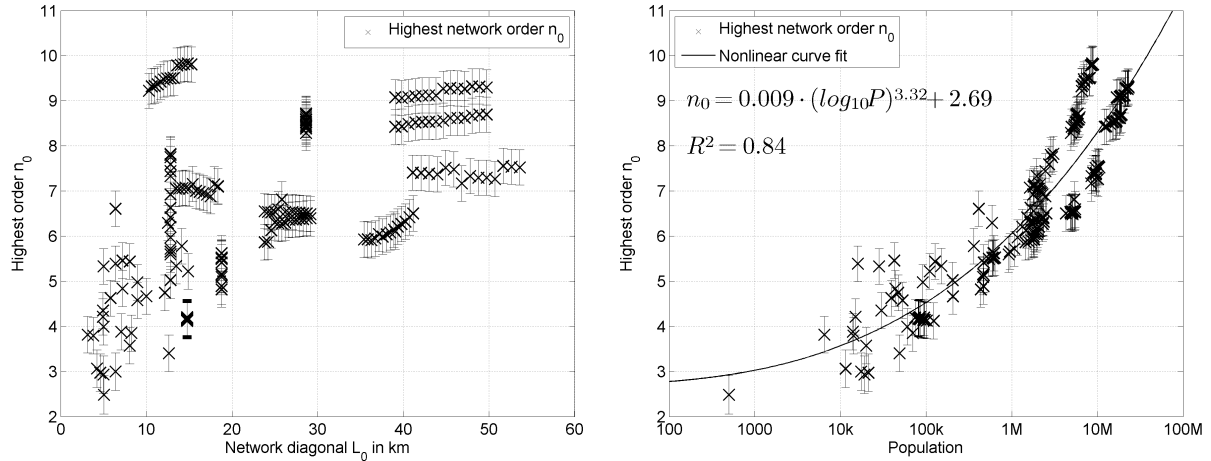 11
10
9
8
7
6
5
4
3
2
0
10
20
30
40
50
60
Highest order n₀
Network diagonal L₀ in km
Highest network order n₀
11
10
9
8
7
6
5
4
3
2
100
1000
10k
100k
1M
10M
100M
Highest order n₀
Population
Highest network order n₀
Nonlinear curve fit
n₀ = 0.009 · (log₁₀P)³·³² + 2.69
R² = 0.84